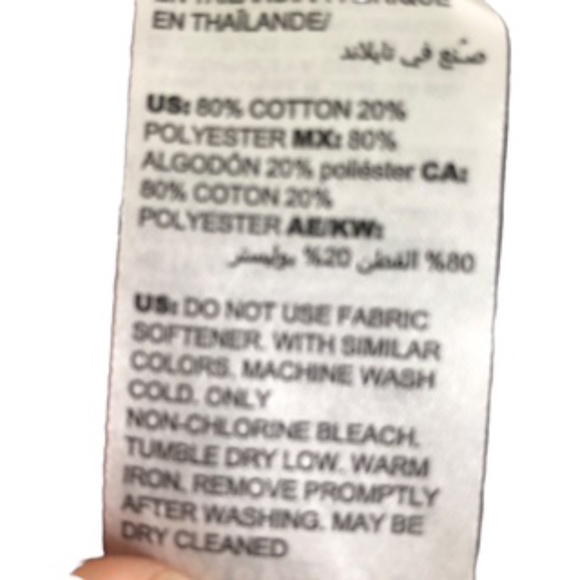 EN THAÏLANDE/
صنع في تايلاند
US: 80% COTTON 20%
POLYESTER MX: 80%
ALGODÓN 20% poliéster CA:
80% COTON 20%
POLYESTER AE/KW:
80% القطن 20% بوليستر
US: DO NOT USE FABRIC
SOFTENER. WITH SIMILAR
COLORS. MACHINE WASH
COLD. ONLY
NON-CHLORINE BLEACH.
TUMBLE DRY LOW. WARM
IRON. REMOVE PROMPTLY
AFTER WASHING. MAY BE
DRY CLEANED